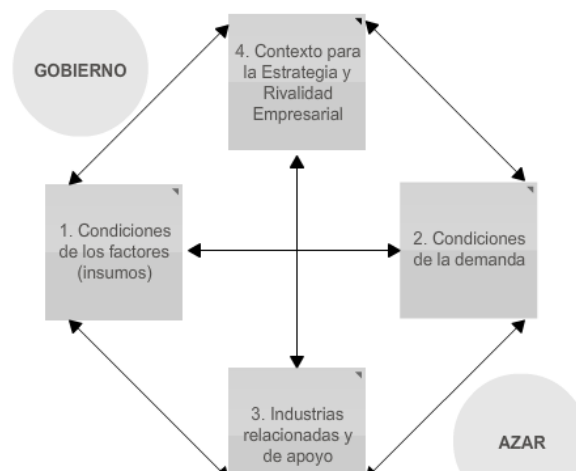 GOBIERNO
4. Contexto para
la Estrategia y
Rivalidad
Empresarial
1. Condiciones
de los factores
(insumos)
2. Condiciones
de la demanda
3. Industrias
relacionadas y
de apoyo
AZAR